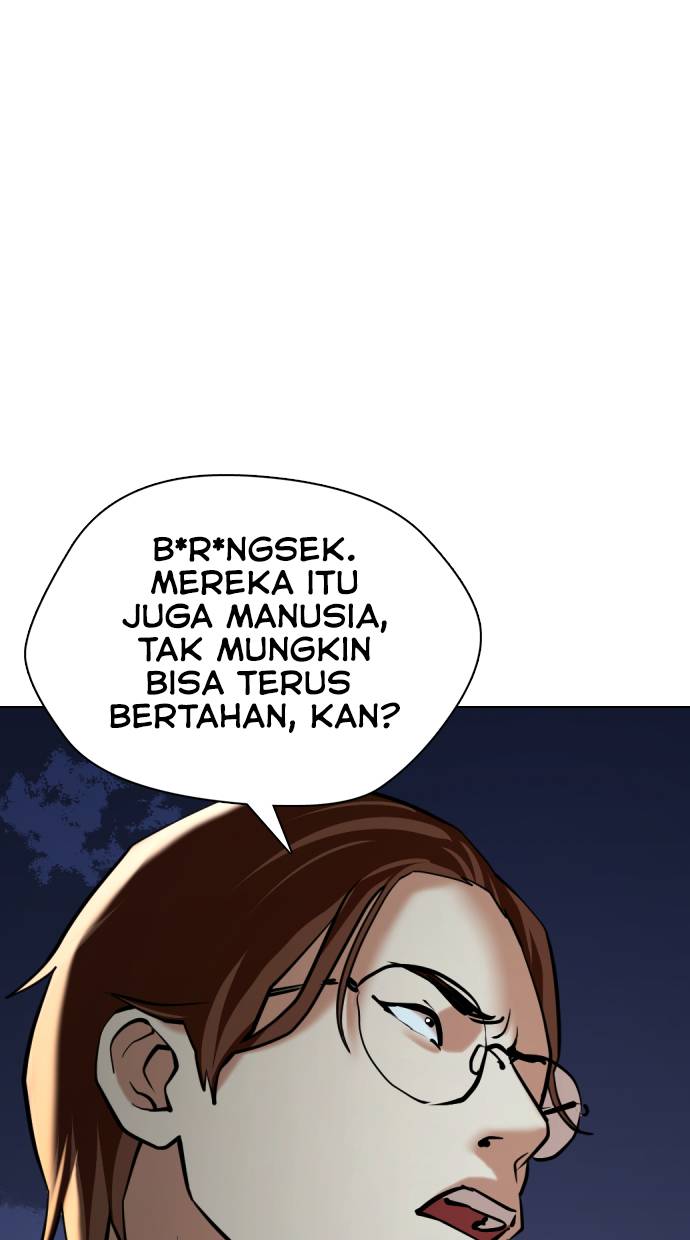 B*R*NGSEK.
MEREKA ITU
JUGA MANUSIA,
TAK MUNGKIN
BISA TERUS
BERTAHAN, KAN?